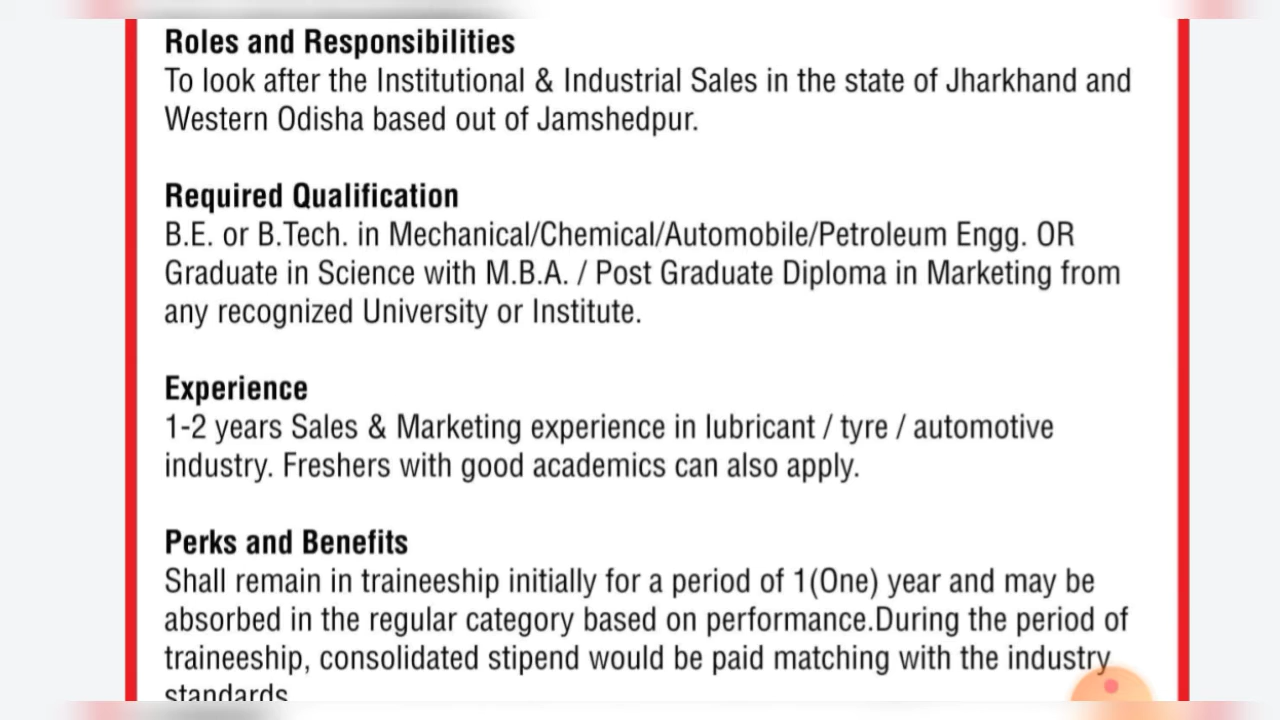 Roles and Responsibilities
To look after the Institutional & Industrial Sales in the state of Jharkhand and
Western Odisha based out of Jamshedpur.
Required Qualification
B.E. or B.Tech. in Mechanical/Chemical/Automobile/Petroleum Engg. OR
Graduate in Science with M.B.A. / Post Graduate Diploma in Marketing from
any recognized University or Institute.
Experience
1-2 years Sales & Marketing experience in lubricant / tyre / automotive
industry. Freshers with good academics can also apply.
Perks and Benefits
Shall remain in traineeship initially for a period of 1(One) year and may be
absorbed in the regular category based on performance.During the period of
traineeship, consolidated stipend would be paid matching with the industry
standards